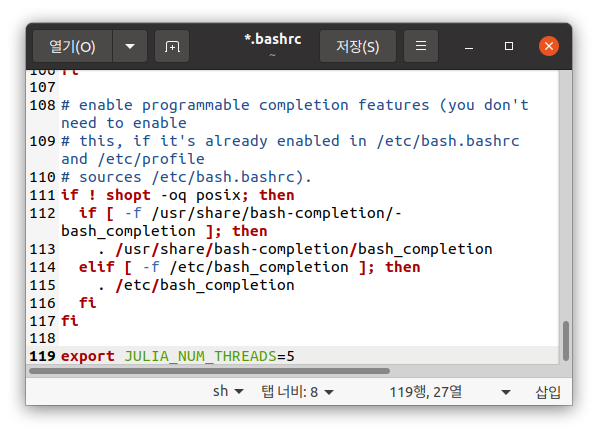 열기(O)
*.bashrc
~
저장(S)
106 fi
107
108 # enable programmable completion features (you don't
need to enable
109 # this, if it's already enabled in /etc/bash.bashrc
and /etc/profile
110 # sources /etc/bash.bashrc).
111 if ! shopt -oq posix; then
112   if [ -f /usr/share/bash-completion/-
bash_completion ]; then
113     . /usr/share/bash-completion/bash_completion
114   elif [ -f /etc/bash_completion ]; then
115     . /etc/bash_completion
116   fi
117 fi
118
119 export JULIA_NUM_THREADS=5
sh 탭 너비: 8 119행, 27열 삽입